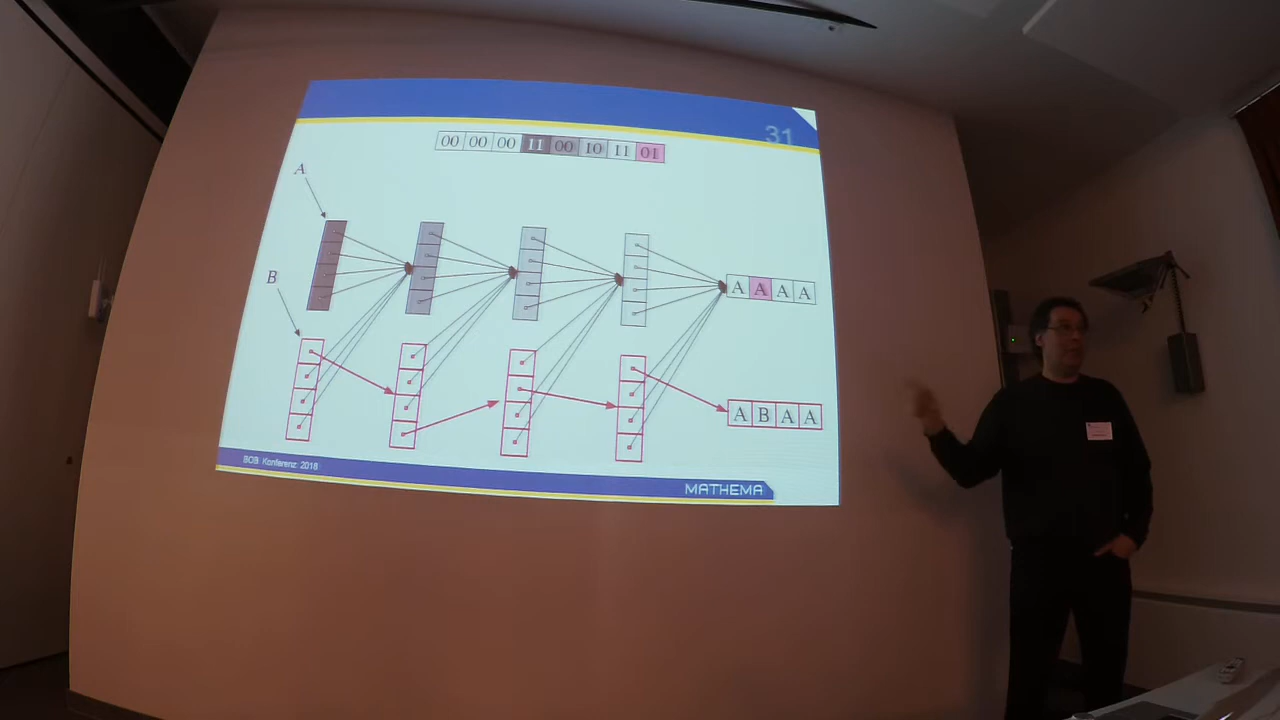 31
00 00 00 11 00 10 11 01
A
B
A A A A
A B A A
BOB Konferenz 2018
MATHEMA